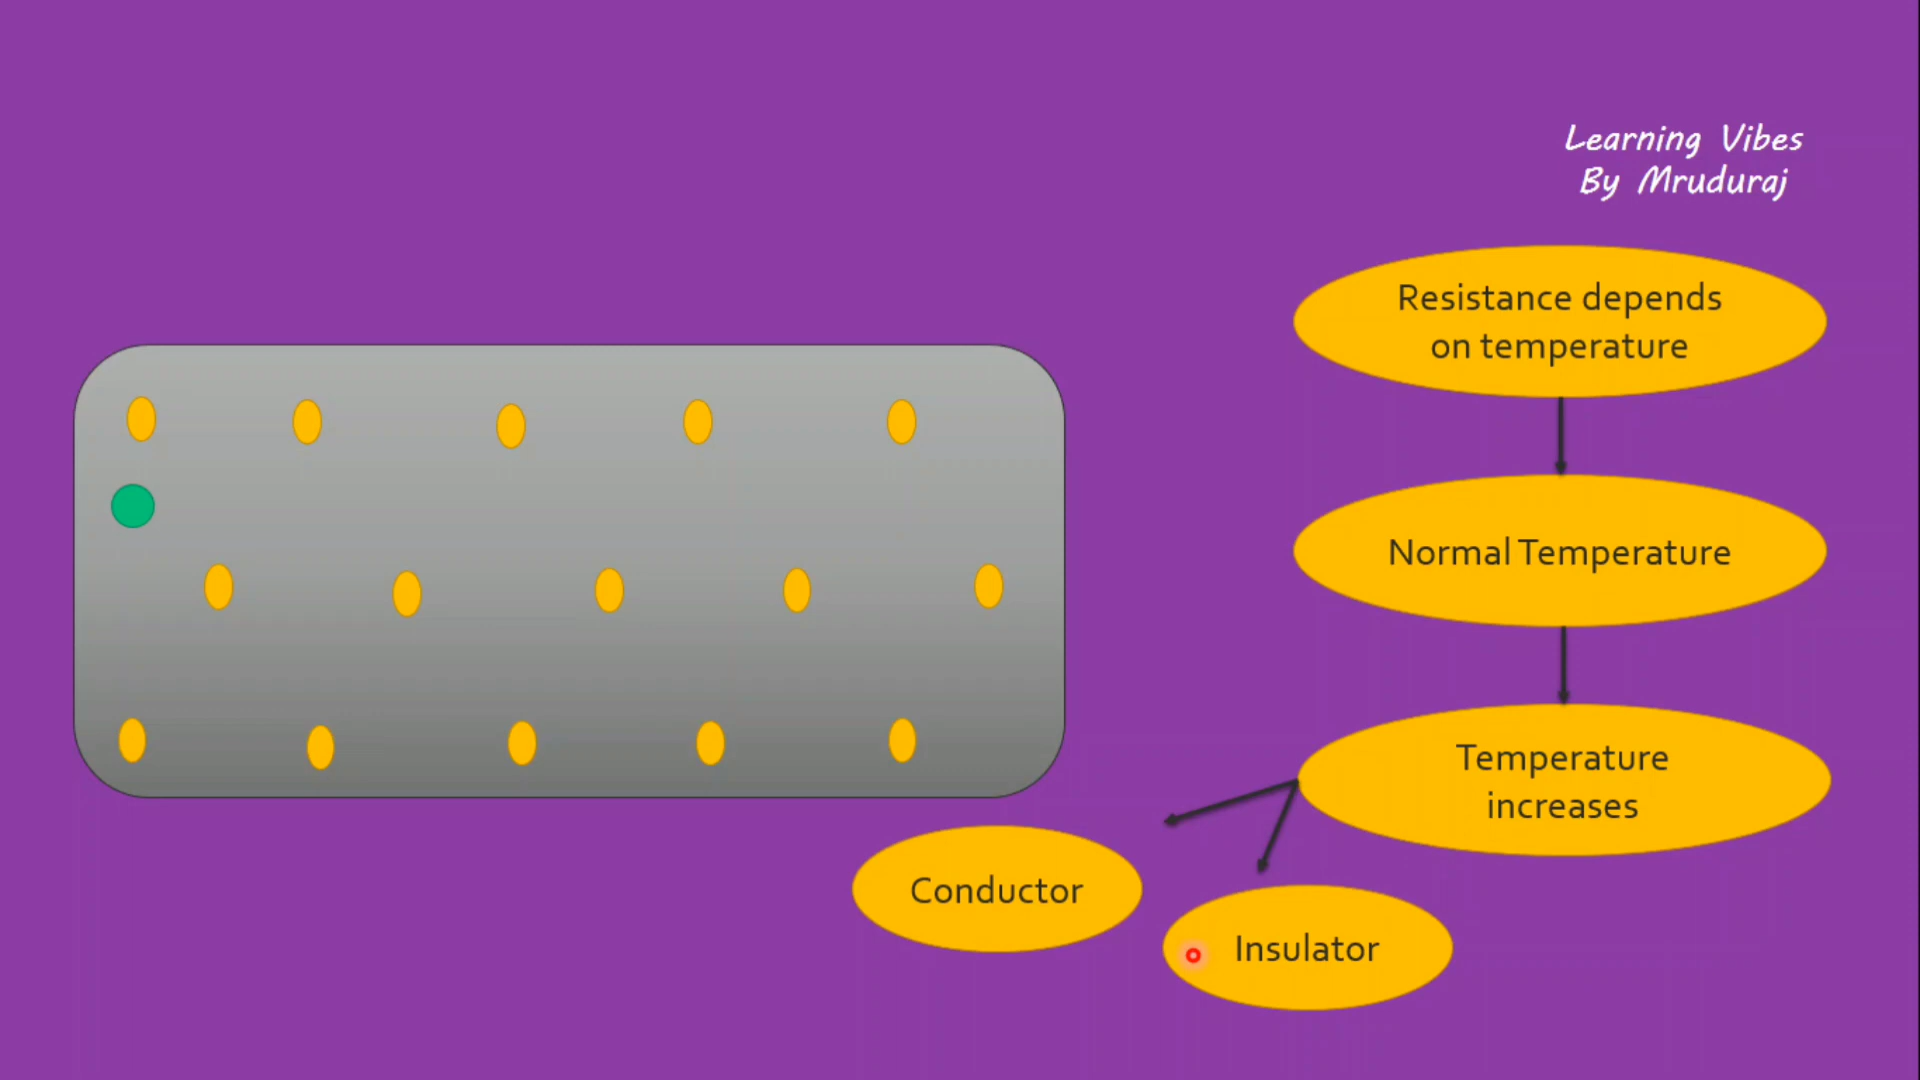 Learning Vibes
By Mruduraj
Resistance depends
on temperature
Normal Temperature
Temperature
increases
Conductor
Insulator